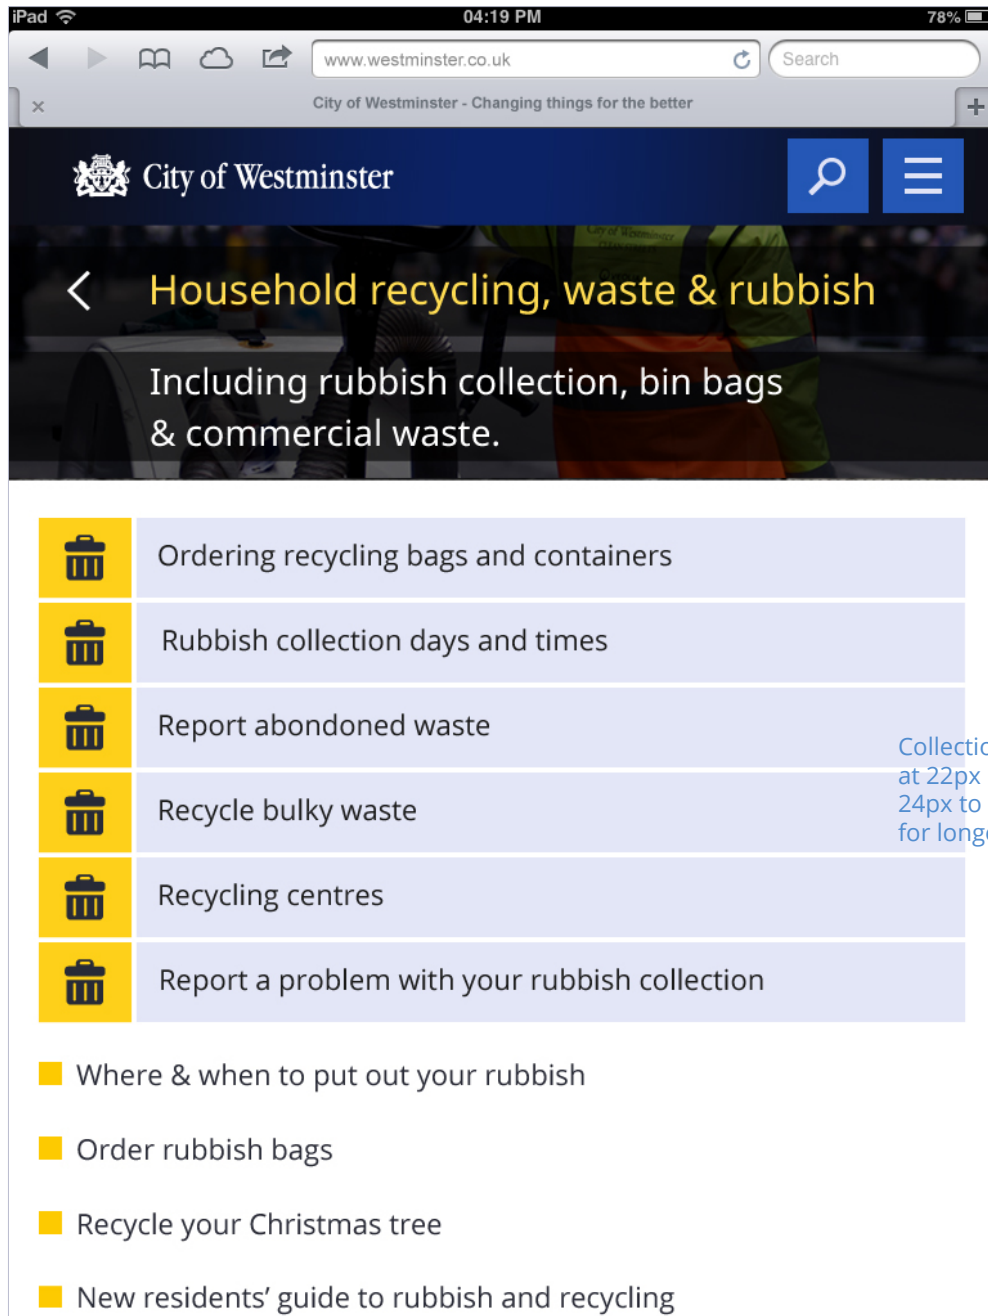 iPad 04:19 PM 78%
www.westminster.co.uk Search
City of Westminster - Changing things for the better
City of Westminster
City of Westminster
Household recycling, waste & rubbish
Including rubbish collection, bin bags
& commercial waste.
Ordering recycling bags and containers
Rubbish collection days and times
Report abondoned waste
at 22px
Recycle bulky waste
24px to
for
Recycling centres
Report a problem with your rubbish collection
Where & when to put out your rubbish
Order rubbish bags
Recycle your Christmas tree
New residents’ guide to rubbish and recycling